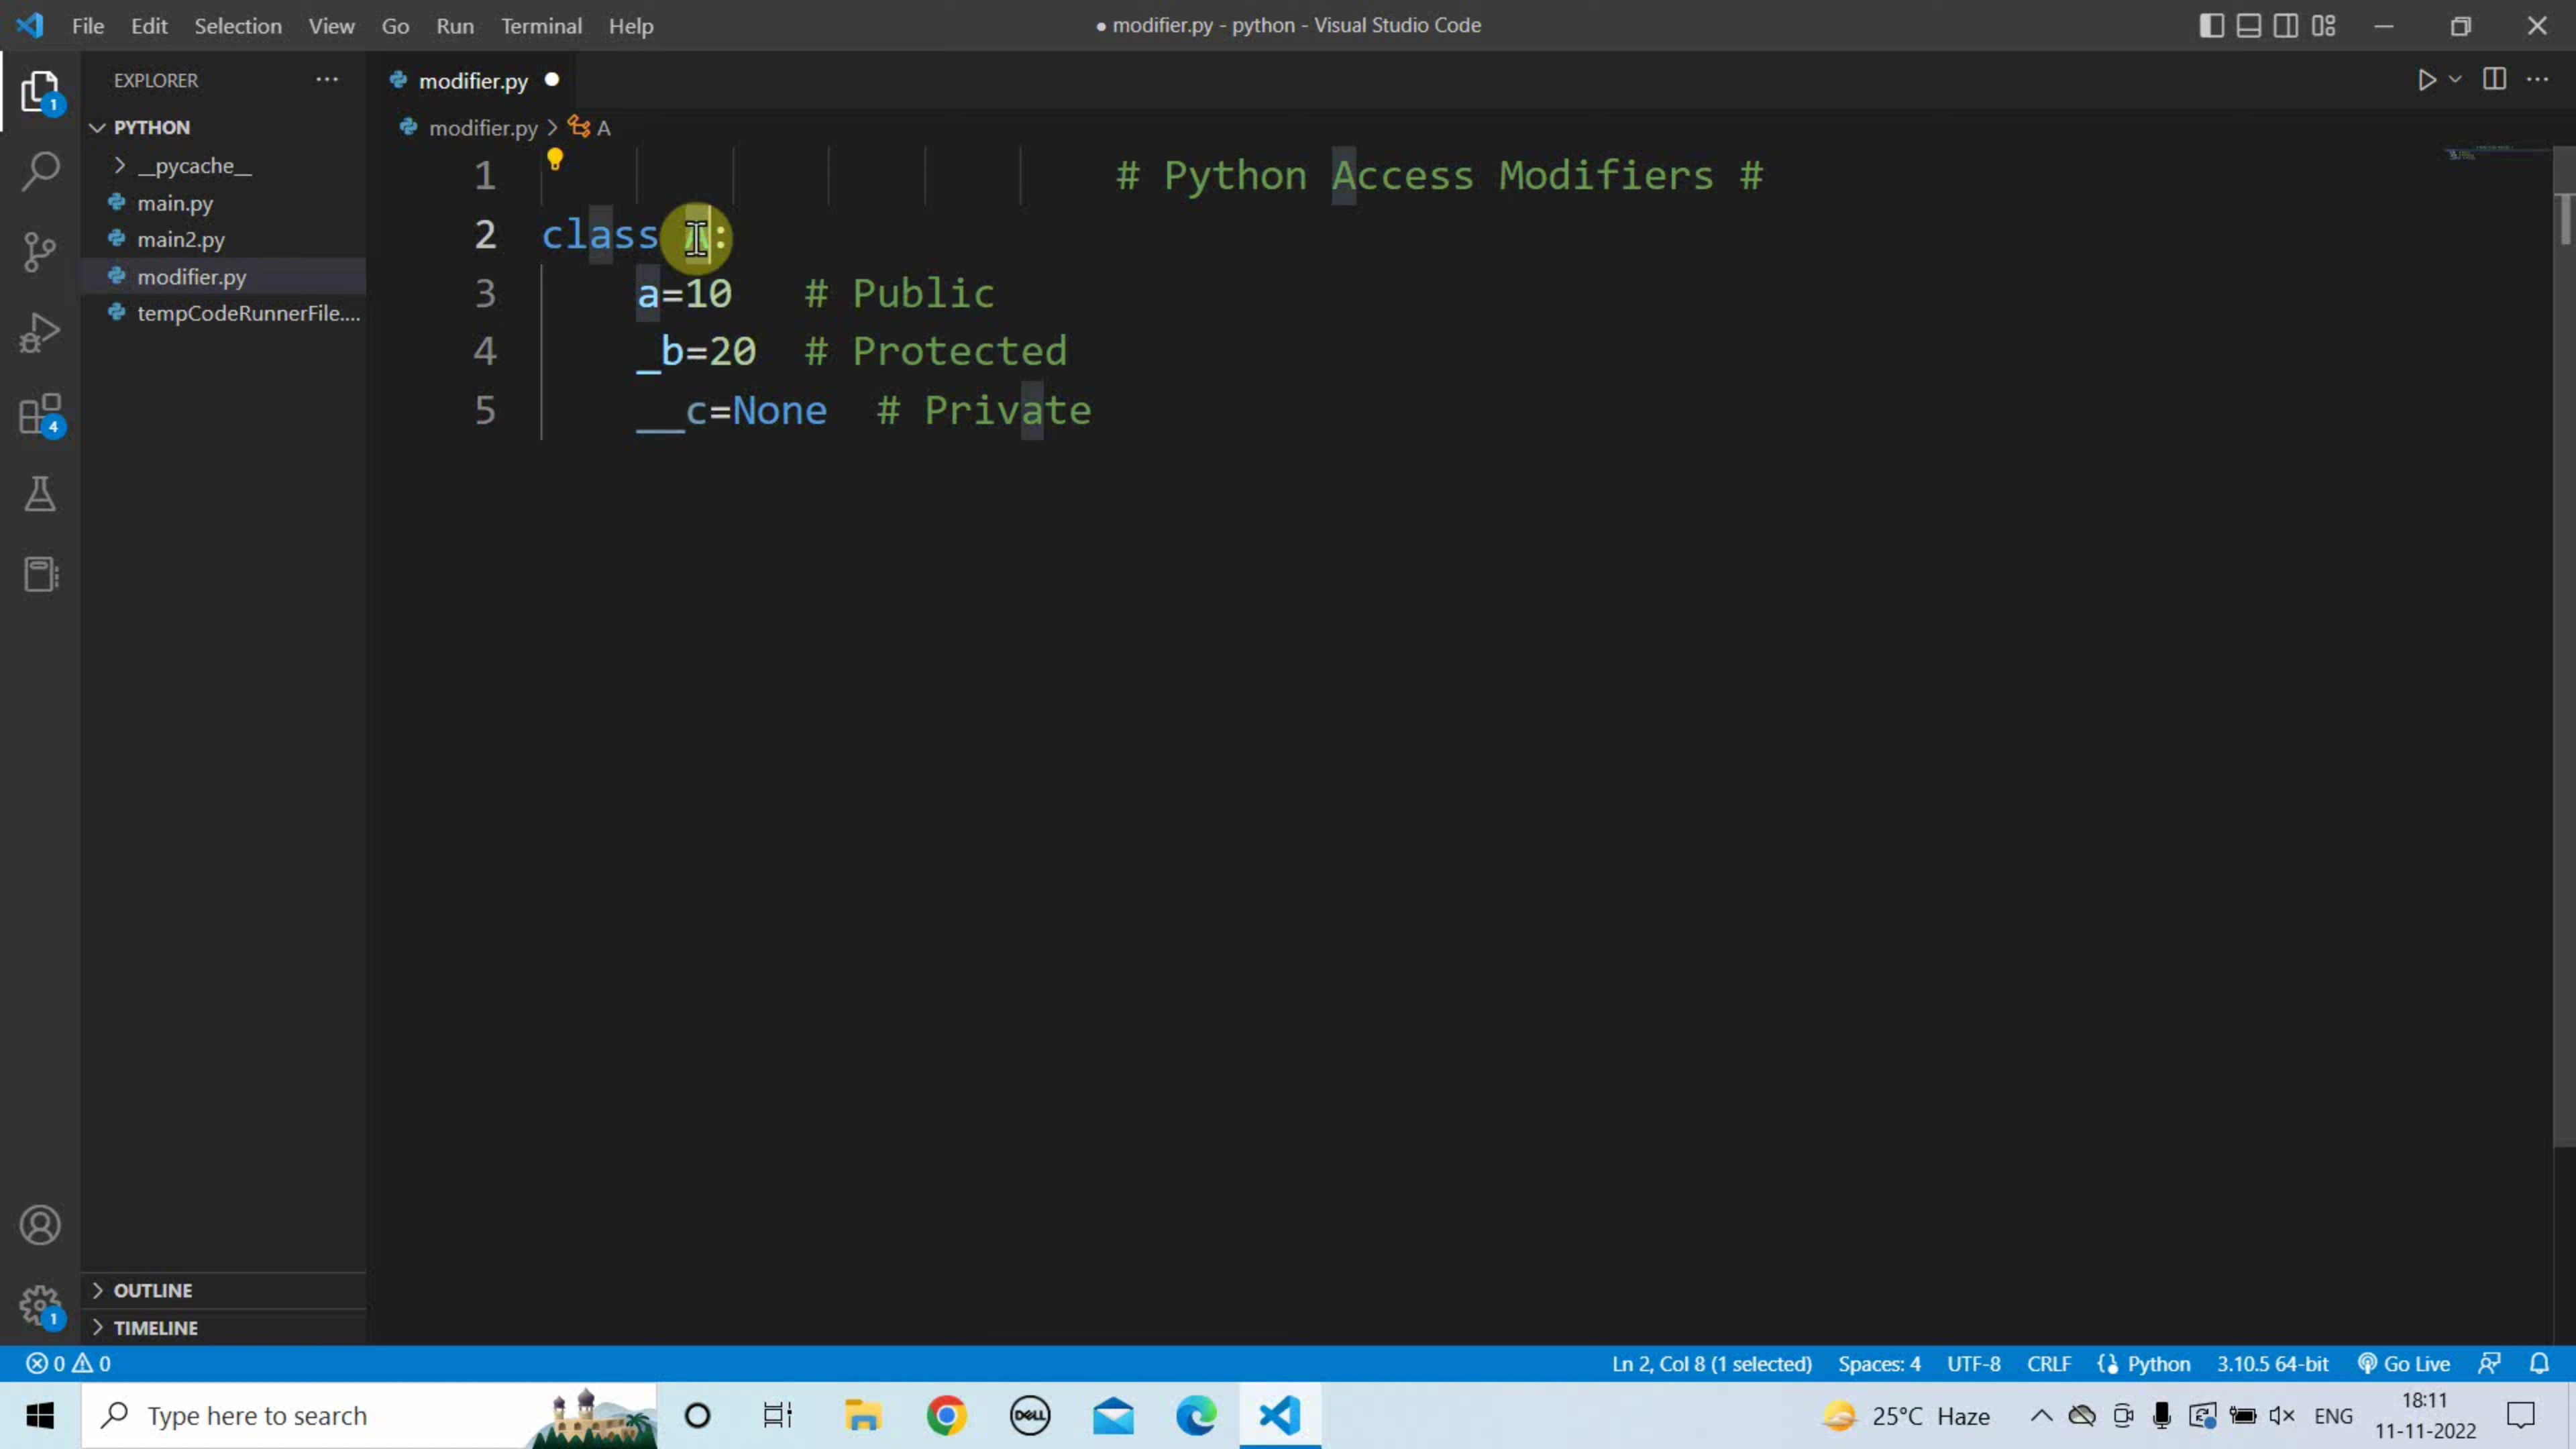 File Edit Selection View Go Run Terminal Help
● modifier.py - python - Visual Studio Code
EXPLORER
modifier.py
PYTHON
modifier.py > A
__pycache__
main.py
main2.py
modifier.py
tempCodeRunnerFile....
1 # Python Access Modifiers #
2 class A:
3 a=10 # Public
4 _b=20 # Protected
5 __c=None # Private
1
4
1
OUTLINE
TIMELINE
0 0
Ln 2, Col 8 (1 selected) Spaces: 4 UTF-8 CRLF Python 3.10.5 64-bit Go Live
Type here to search
DELL
25°C Haze
ENG
18:11
11-11-2022